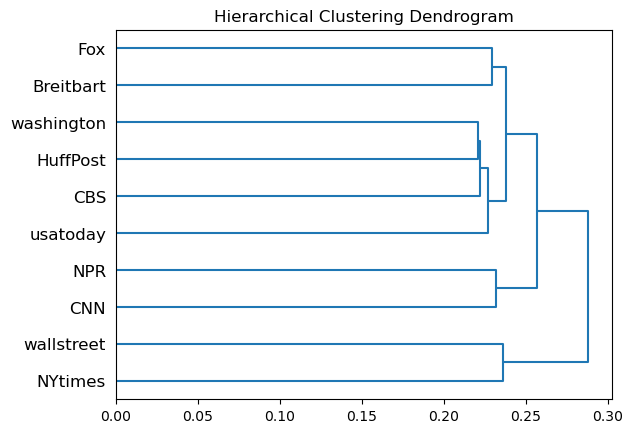 Hierarchical Clustering Dendrogram
Fox
Breitbart
washington
HuffPost
CBS
usatoday
NPR
CNN
wallstreet
NYtimes
0.00 0.05 0.10 0.15 0.20 0.25 0.30